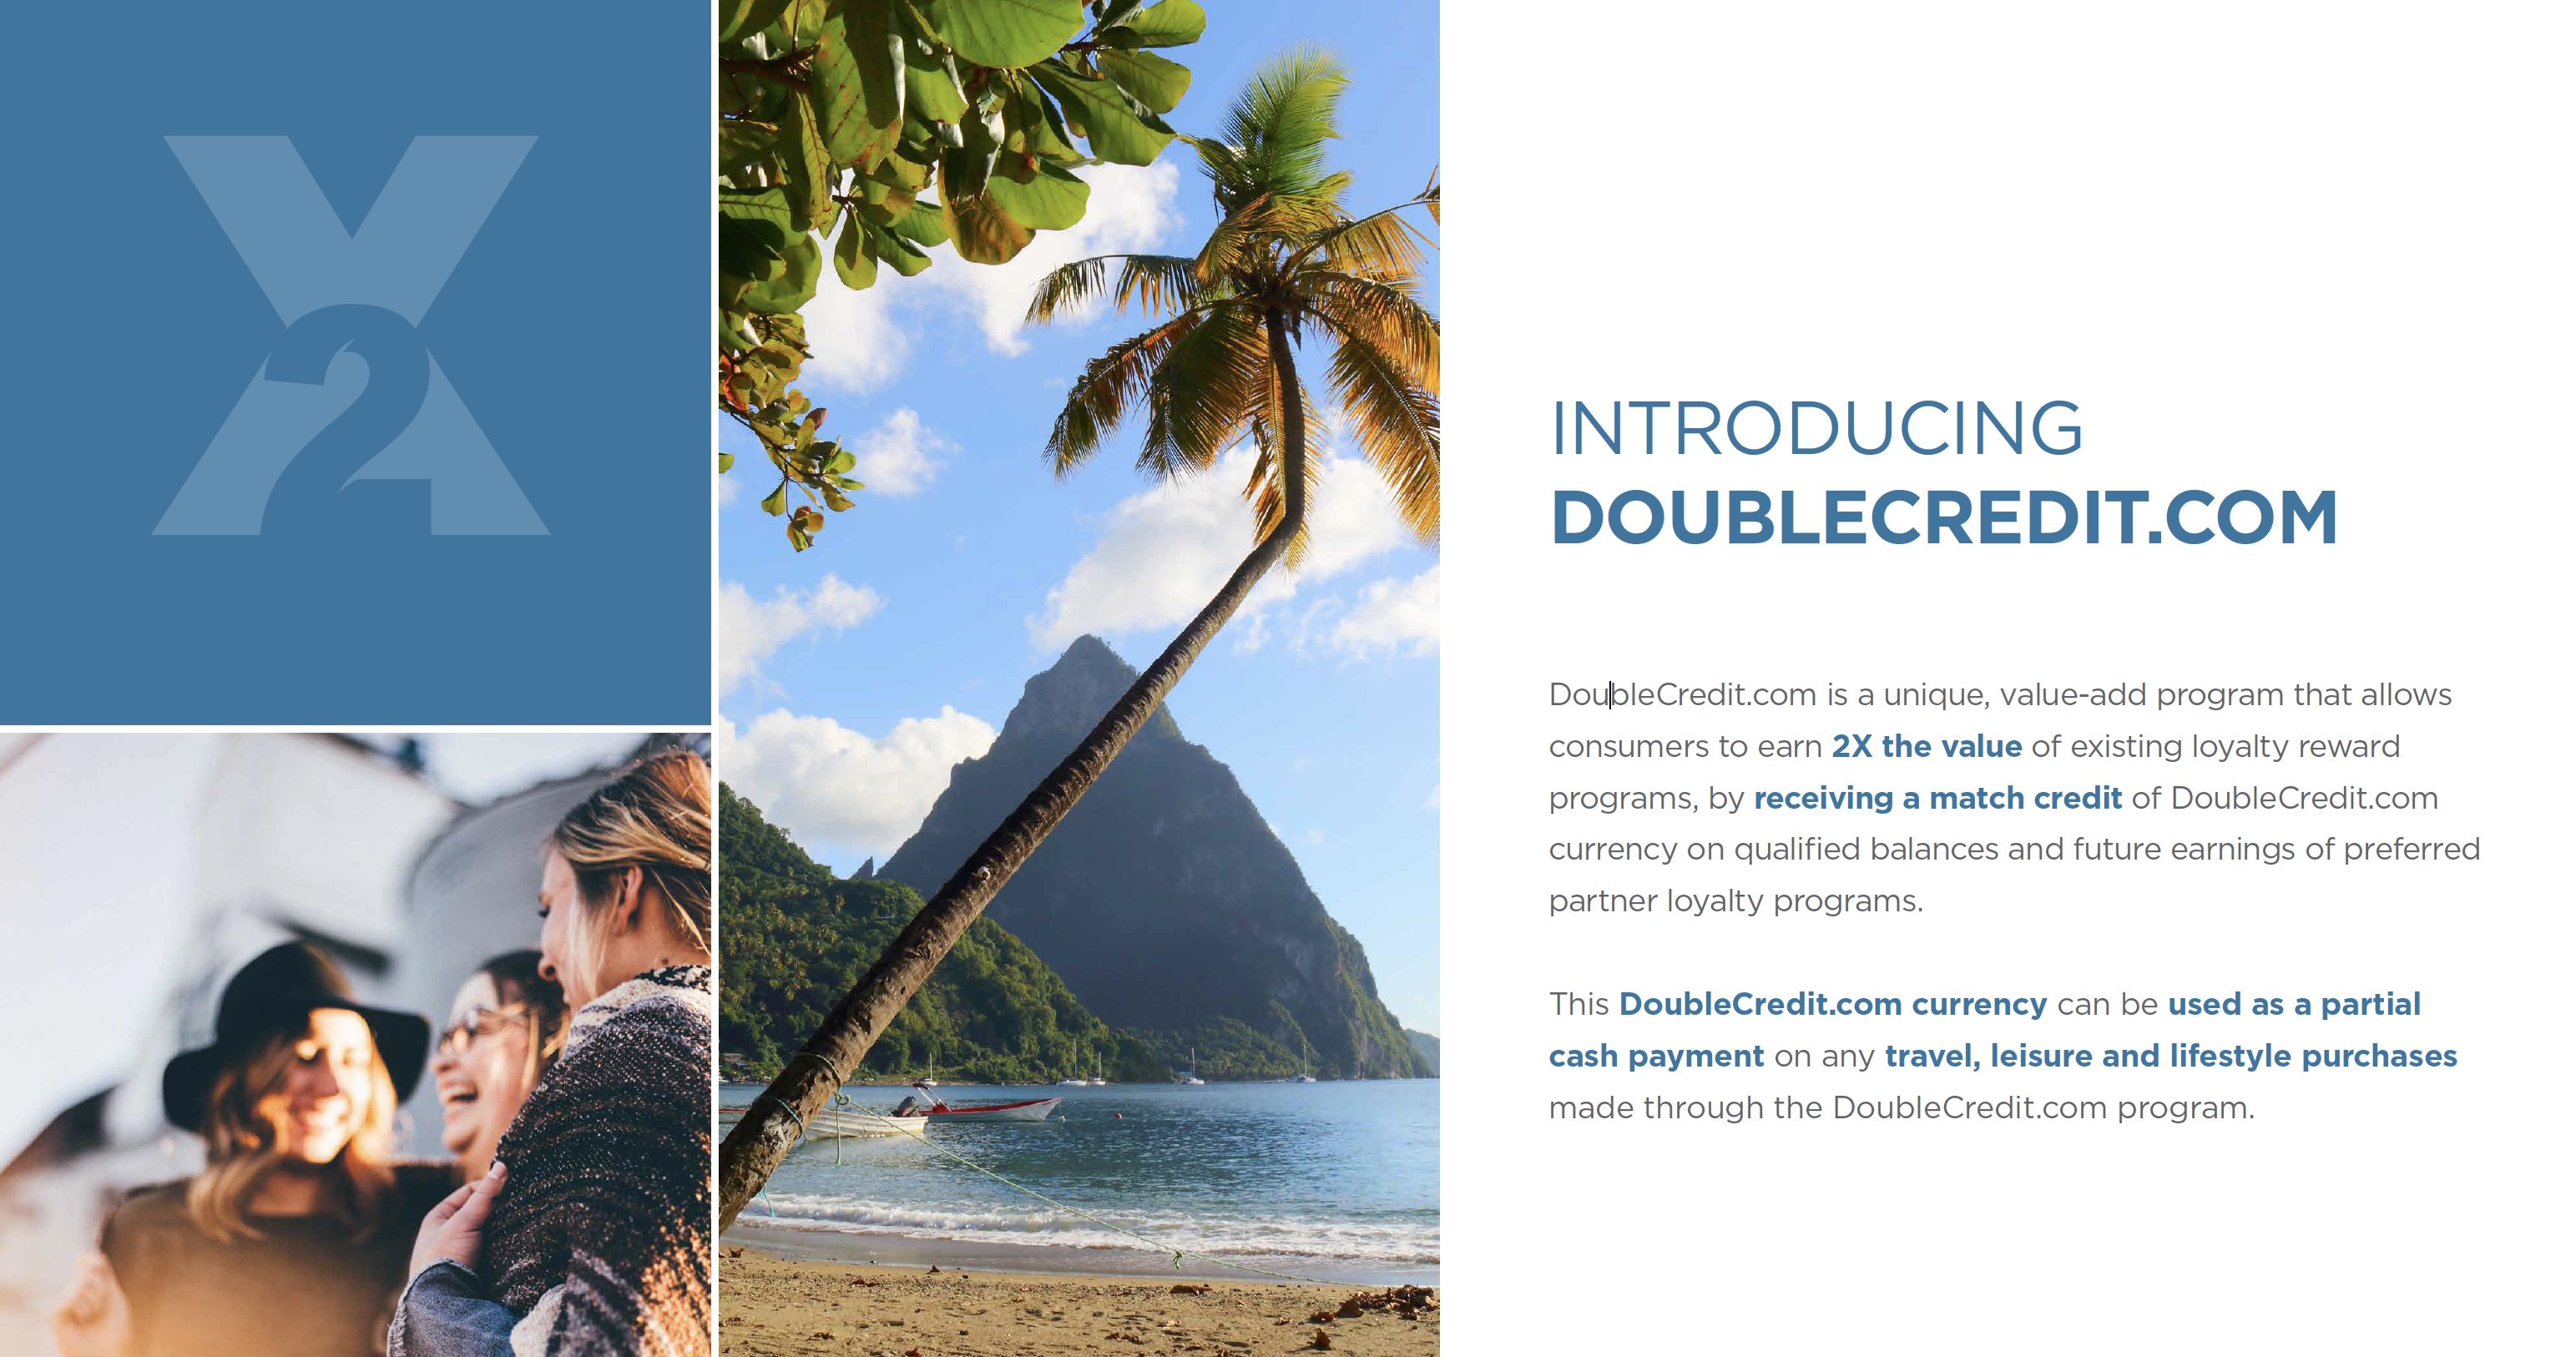 X2
INTRODUCING
DOUBLECREDIT.COM
DoubleCredit.com is a unique, value-add program that allows
consumers to earn 2X the value of existing loyalty reward
programs, by receiving a match credit of DoubleCredit.com
currency on qualified balances and future earnings of preferred
partner loyalty programs.
This DoubleCredit.com currency can be used as a partial
cash payment on any travel, leisure and lifestyle purchases
made through the DoubleCredit.com program.